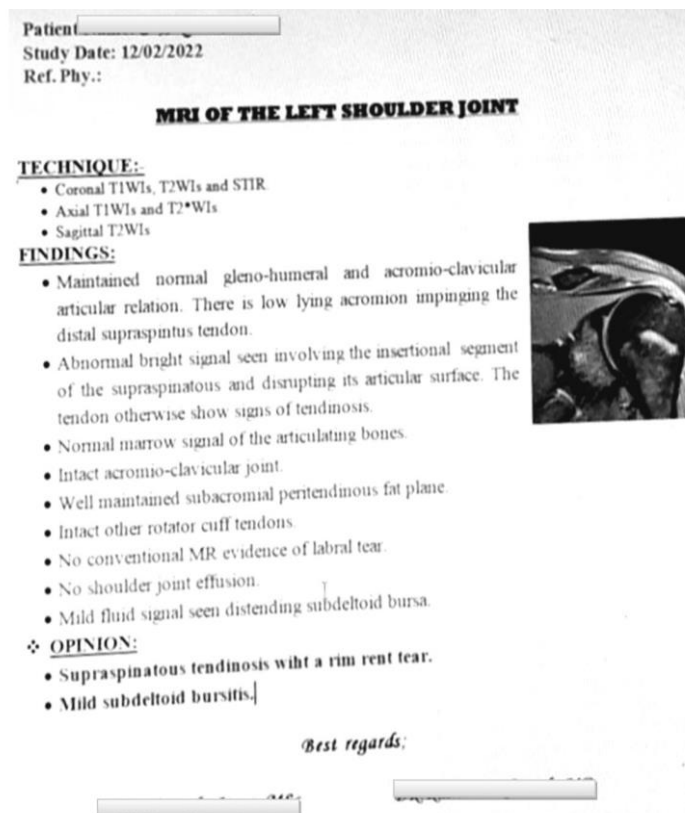 Patient
Study Date: 12/02/2022
Ref. Phy.:
MRI OF THE LEFT SHOULDER JOINT
TECHNIQUE:-
• Coronal T1WIs, T2WIs and STIR
• Axial T1WIs and T2*WIs
• Sagittal T2WIs
FINDINGS:
• Maintained normal gleno-humeral and acromio-clavicular
articular relation. There is low lying acromion impinging the
distal supraspintus tendon.
• Abnormal bright signal seen involving the insertional segment
of the supraspinatous and disrupting its articular surface. The
tendon otherwise show signs of tendinosis.
• Normal marrow signal of the articulating bones.
• Intact acromio-clavicular joint.
• Well maintained subacromial peritendinous fat plane.
• Intact other rotator cuff tendons.
• No conventional MR evidence of labral tear.
• No shoulder joint effusion.
• Mild fluid signal seen distending subdeltoid bursa.
❖ OPINION:
• Supraspinatous tendinosis wiht a rim rent tear.
• Mild subdeltoid bursitis.
Best regards;